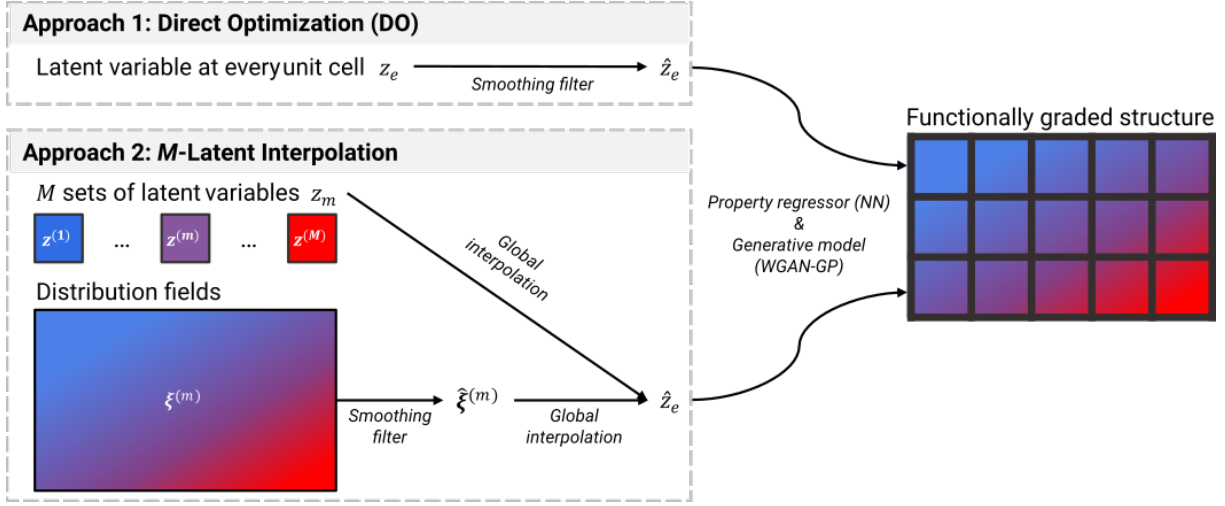 Approach 1: Direct Optimization (DO)
Latent variable at everyunit cell z_e
Smoothing filter
ẑ_e
Approach 2: M-Latent Interpolation
M sets of latent variables z_m
z^(1) ... z^(m) ... z^(M)
Distribution fields
ξ^(m)
Smoothing
filter
ξ̂^(m)
Global
interpolation
Global
interpolation
ẑ_e
Property regressor (NN)
&
Generative model
(WGAN-GP)
Functionally graded structure